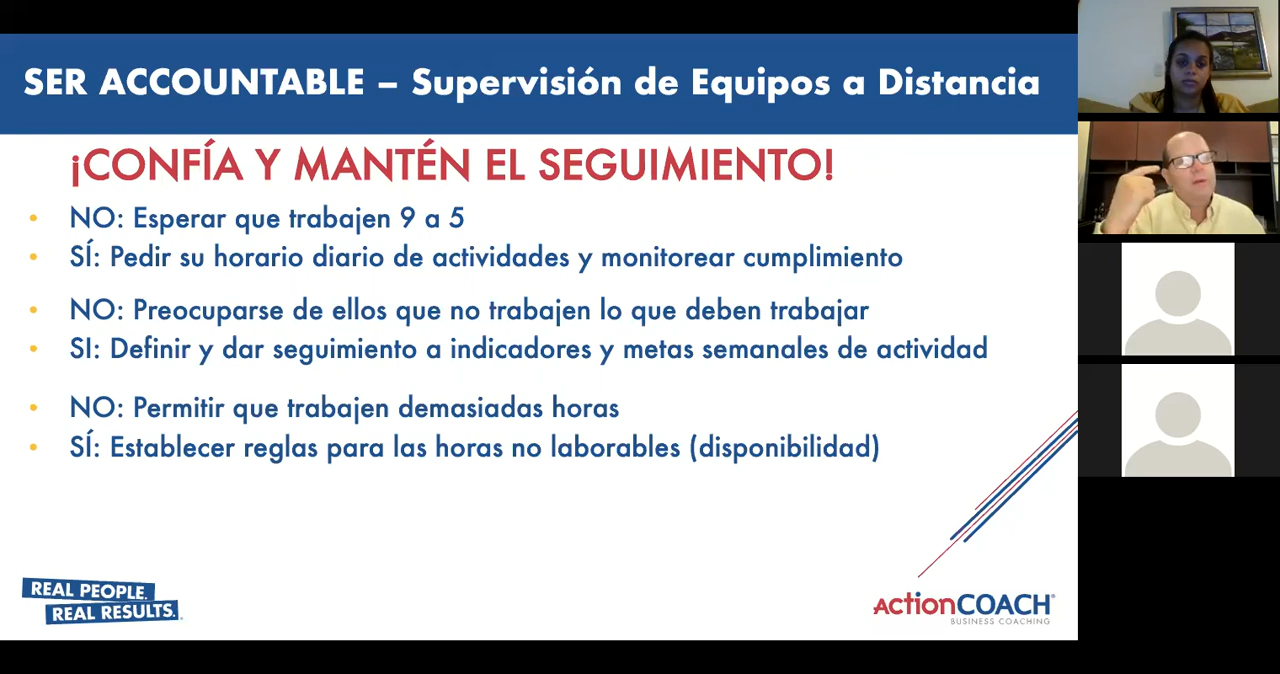 SER ACCOUNTABLE – Supervisión de Equipos a Distancia
¡CONFÍA Y MANTÉN EL SEGUIMIENTO!
• NO: Esperar que trabajen 9 a 5
• SÍ: Pedir su horario diario de actividades y monitorear cumplimiento
• NO: Preocuparse de ellos que no trabajen lo que deben trabajar
• SI: Definir y dar seguimiento a indicadores y metas semanales de actividad
• NO: Permitir que trabajen demasiadas horas
• SÍ: Establecer reglas para las horas no laborables (disponibilidad)
REAL PEOPLE.
REAL RESULTS.
ActionCOACH®
BUSINESS COACHING